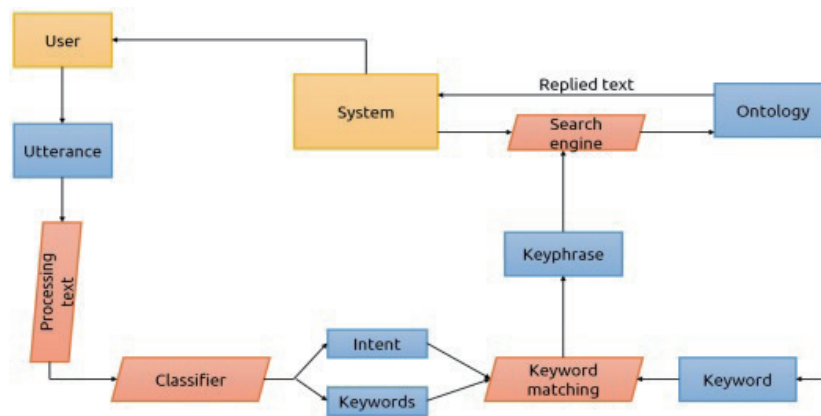 User
Replied text
System
Search
engine
Ontology
Utterance
Keyphrase
Processing
text
Intent
Classifier
Keywords
Keyword
matching
Keyword